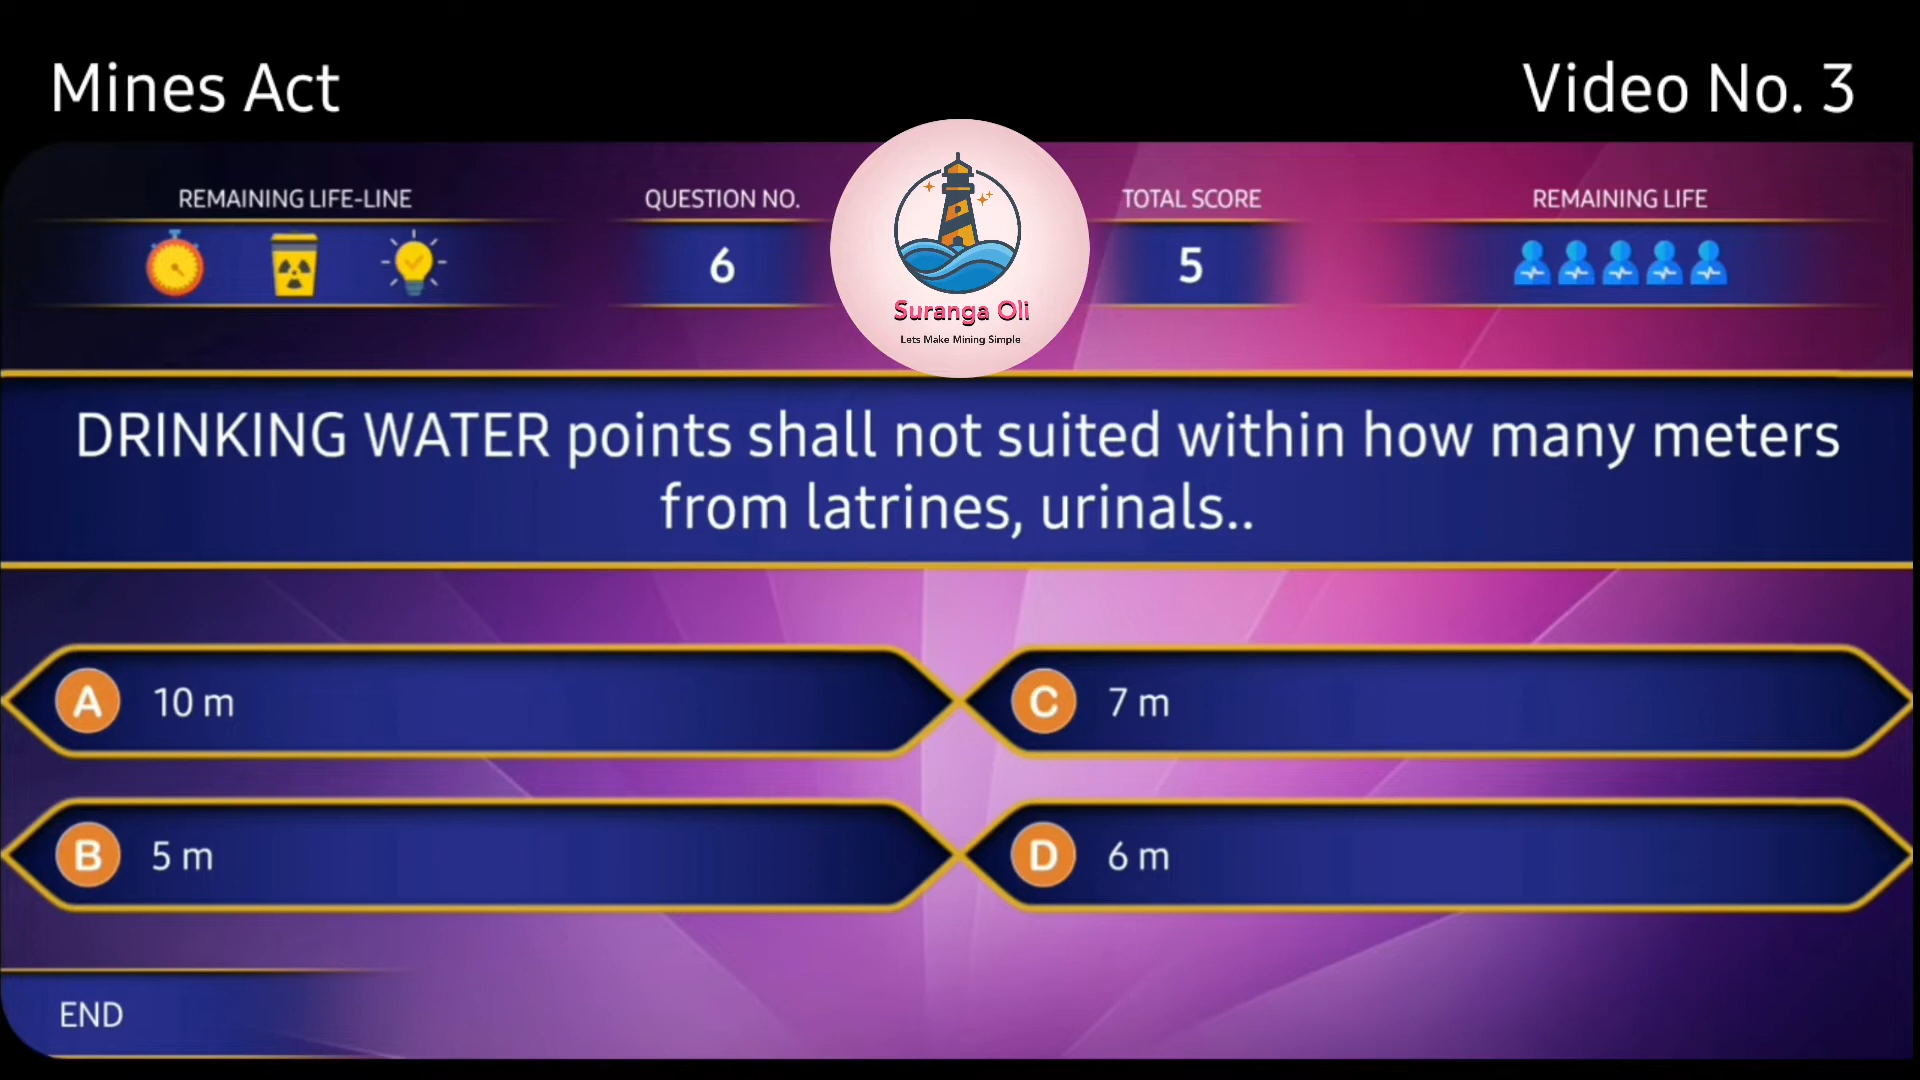 Mines Act
Video No. 3
REMAINING LIFE-LINE
QUESTION NO.
TOTAL SCORE
REMAINING LIFE
6
5
Suranga Oli
Lets Make Mining Simple
DRINKING WATER points shall not suited within how many meters
from latrines, urinals..
A 10 m
C 7 m
B 5 m
D 6 m
END